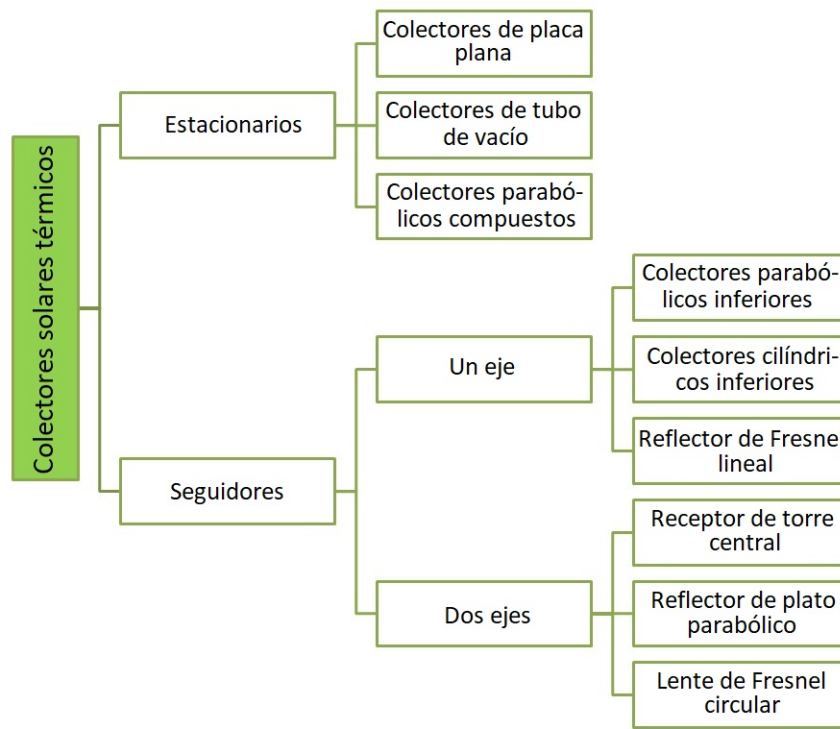 Colectores solares térmicos
Estacionarios
Colectores de placa
plana
Colectores de tubo
de vacío
Colectores parabó-
licos compuestos
Seguidores
Un eje
Colectores parabó-
licos inferiores
Colectores cilíndri-
cos inferiores
Reflector de Fresnel
lineal
Dos ejes
Receptor de torre
central
Reflector de plato
parabólico
Lente de Fresnel
circular